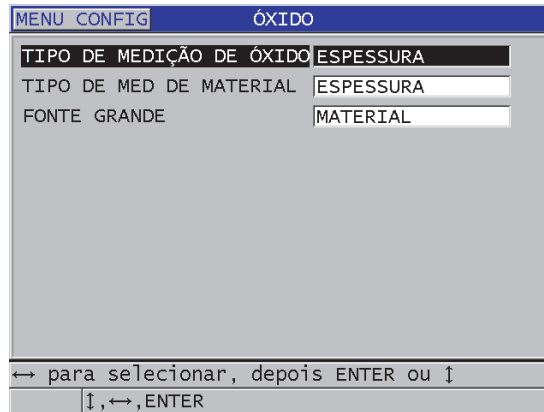 MENU CONFIG ÓXIDO
TIPO DE MEDIÇÃO DE ÓXIDO ESPESSURA
TIPO DE MED DE MATERIAL ESPESSURA
FONTE GRANDE MATERIAL
↔ para selecionar, depois ENTER ou ↕
↕,↔,ENTER